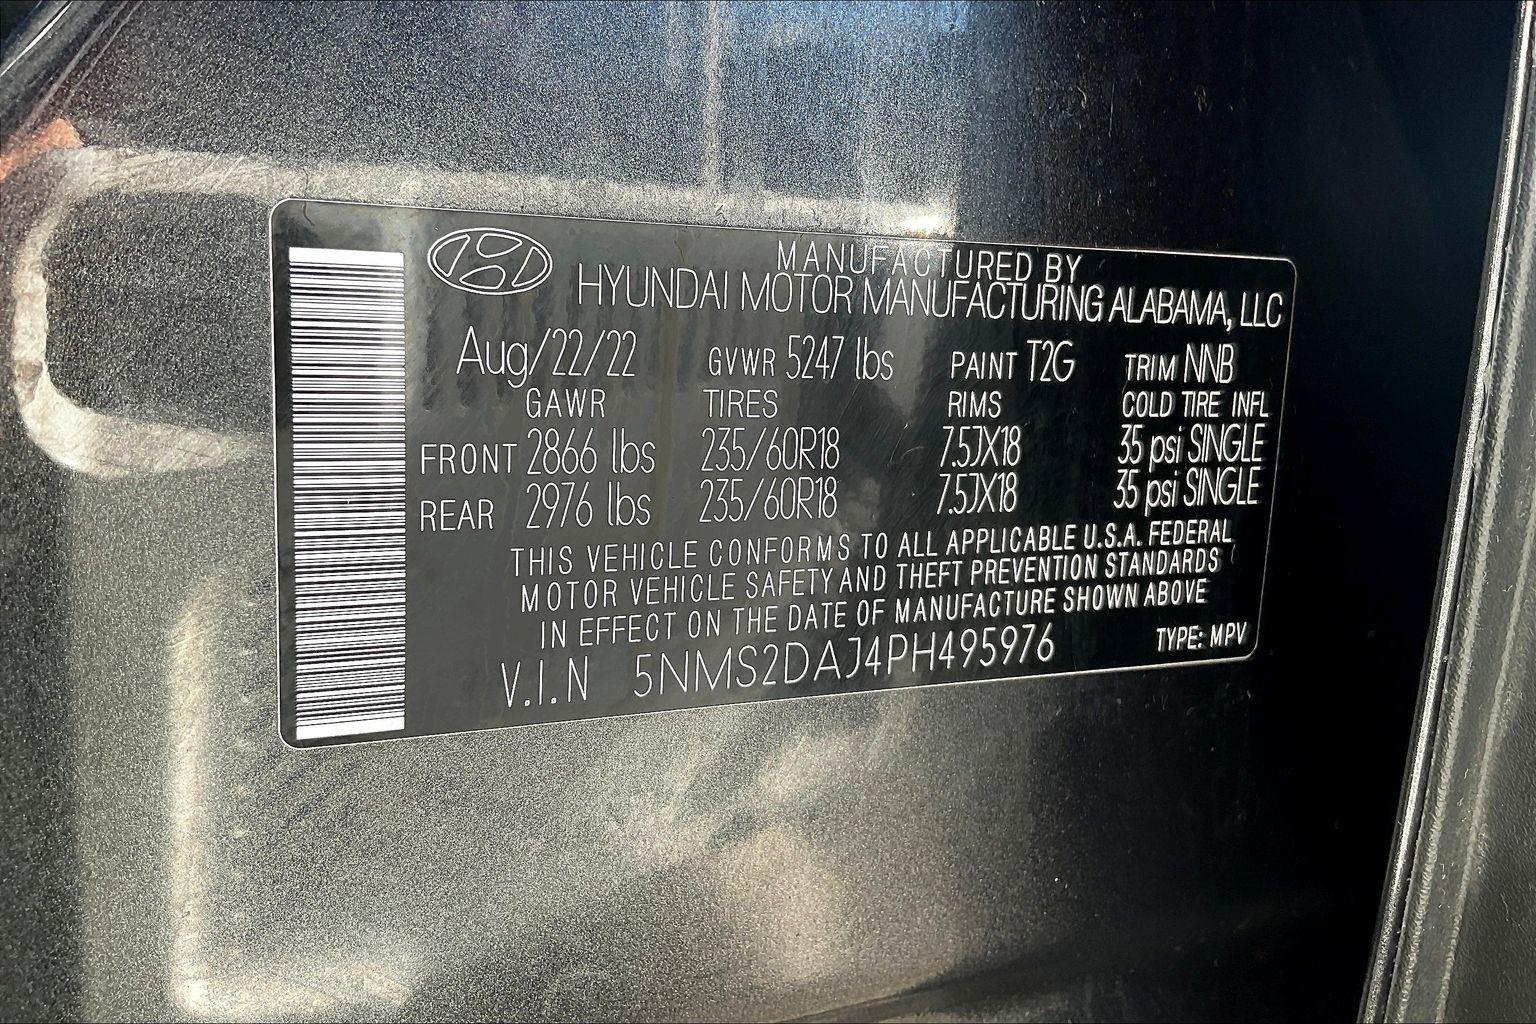 MANUFACTURED BY
HYUNDAI MOTOR MANUFACTURING ALABAMA, LLC
Aug/22/22 GVWR 5247 lbs PAINT T2G TRIM NNB
GAWR TIRES RIMS COLD TIRE INFL
FRONT 2866 lbs 235/60R18 7.5JX18 35 psi SINGLE
REAR 2976 lbs 235/60R18 7.5JX18 35 psi SINGLE
THIS VEHICLE CONFORMS TO ALL APPLICABLE U.S.A. FEDERAL
MOTOR VEHICLE SAFETY AND THEFT PREVENTION STANDARDS
IN EFFECT ON THE DATE OF MANUFACTURE SHOWN ABOVE
V.I.N 5NMS2DAJ4PH495976 TYPE: MPV